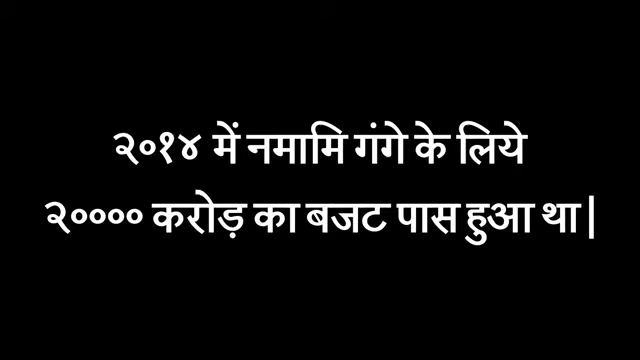 २०१४ में नमामि गंगे के लिये
२०००० करोड़ का बजट पास हुआ था|